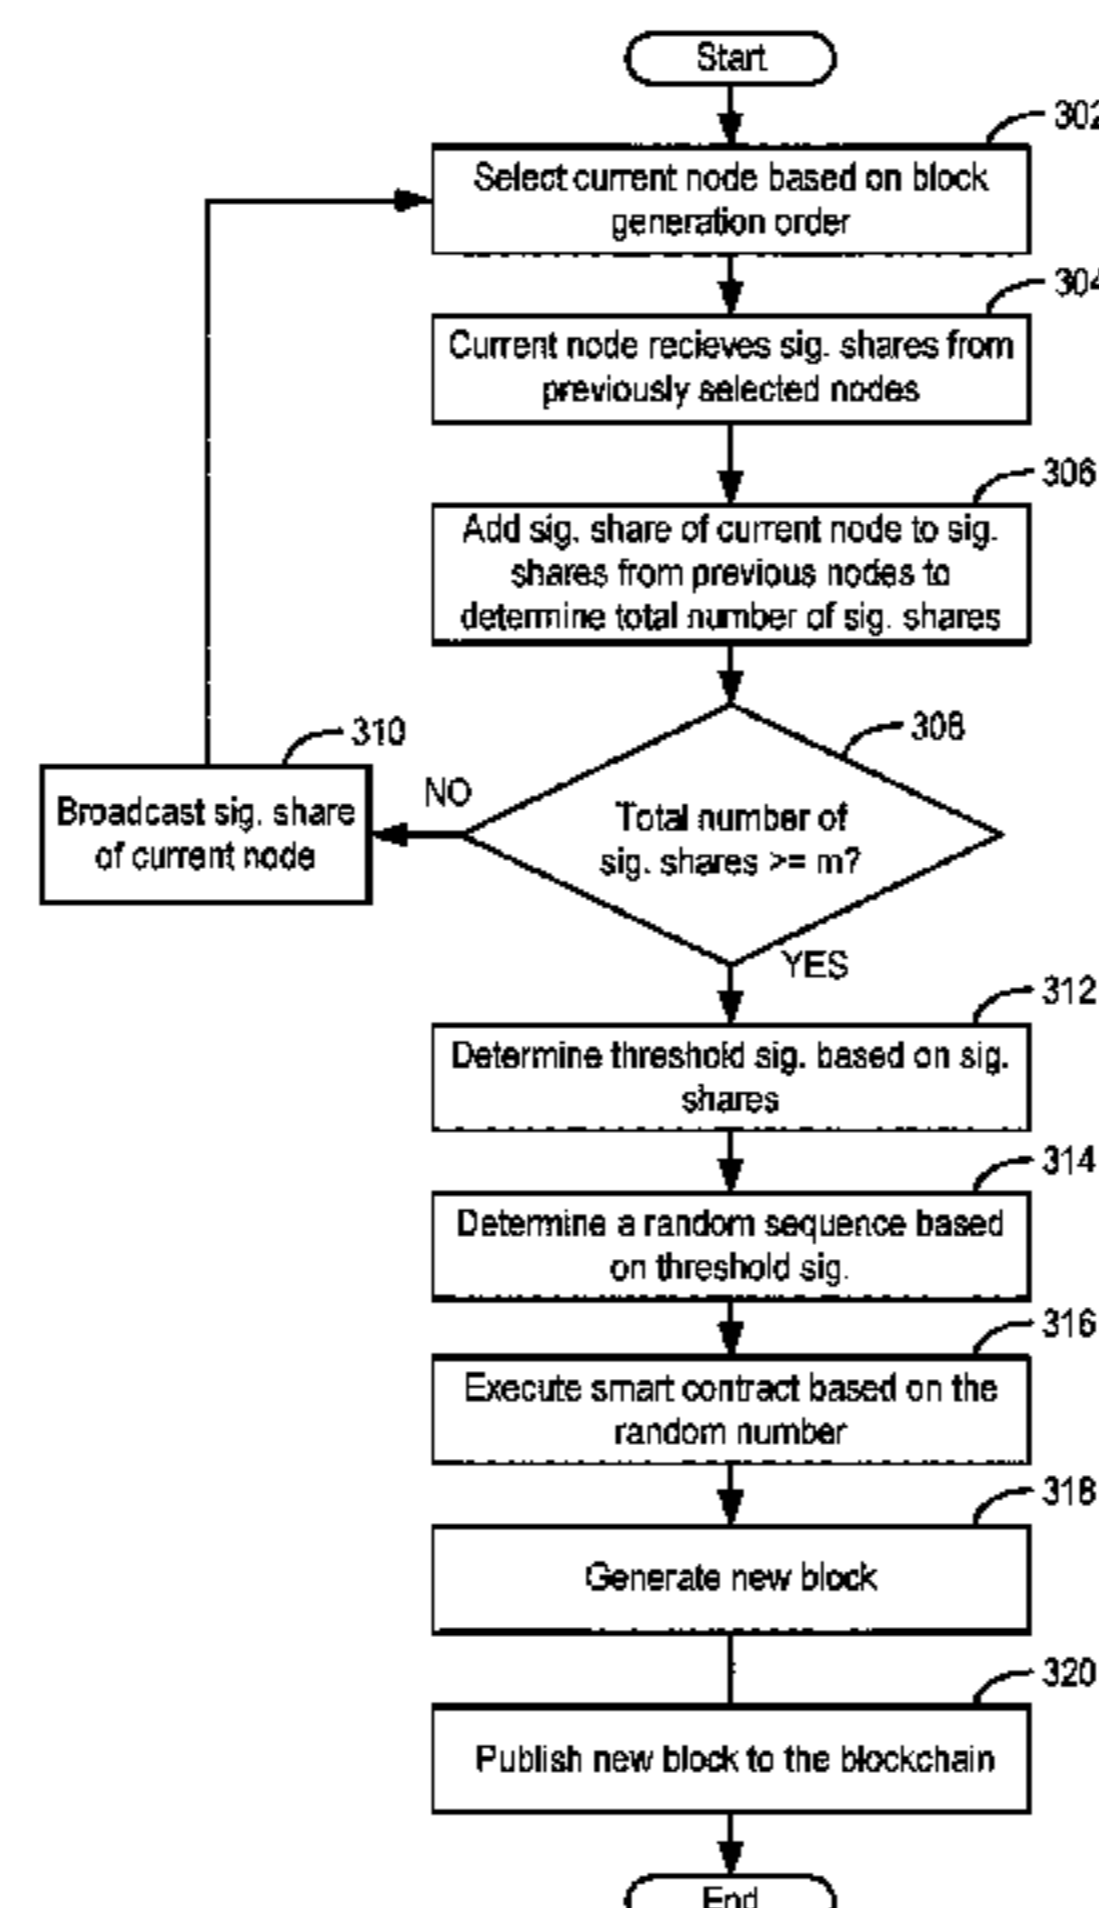 Start
302
Select current node based on block
generation order
304
Current node recieves sig. shares from
previously selected nodes
306
Add sig. share of current node to sig.
shares from previous nodes to
determine total number of sig. shares
308
Total number of
sig. shares >= m?
NO
310
Broadcast sig. share
of current node
YES
312
Determine threshold sig. based on sig.
shares
314
Determine a random sequence based
on threshold sig.
316
Execute smart contract based on the
random number
318
Generate new block
320
Publish new block to the blockchain
End